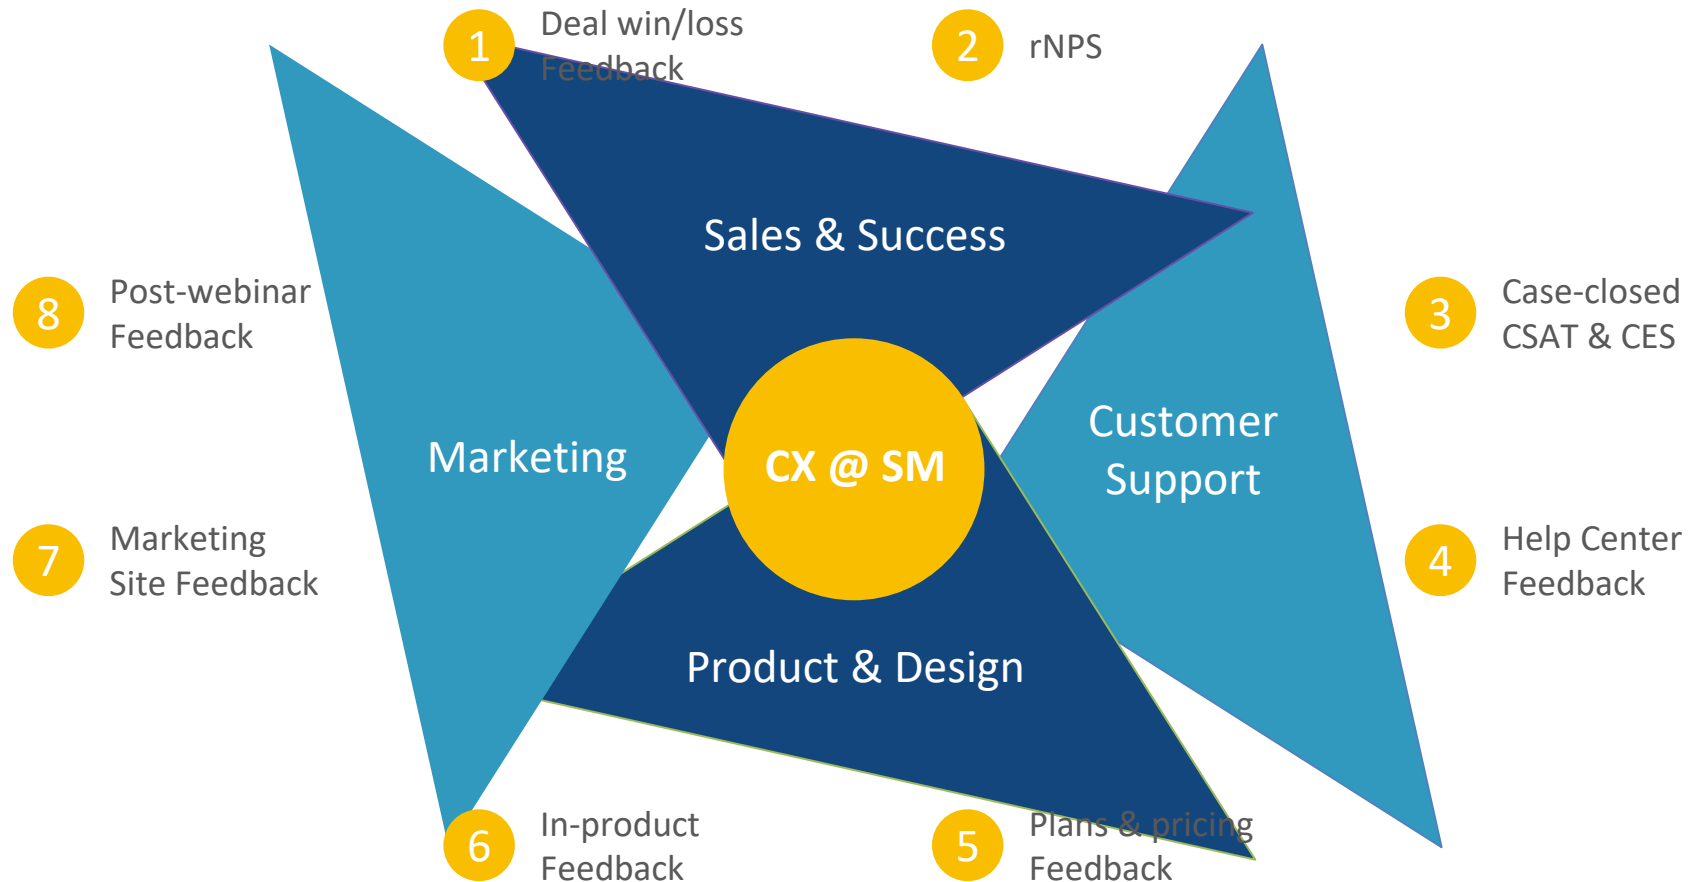 1
Deal win/loss
Feedback
2
rNPS
Sales & Success
8
Post-webinar
Feedback
3
Case-closed
CSAT & CES
Marketing
CX @ SM
Customer
Support
7
Marketing
Site Feedback
4
Help Center
Feedback
Product & Design
6
In-product
Feedback
5
Plans & pricing
Feedback